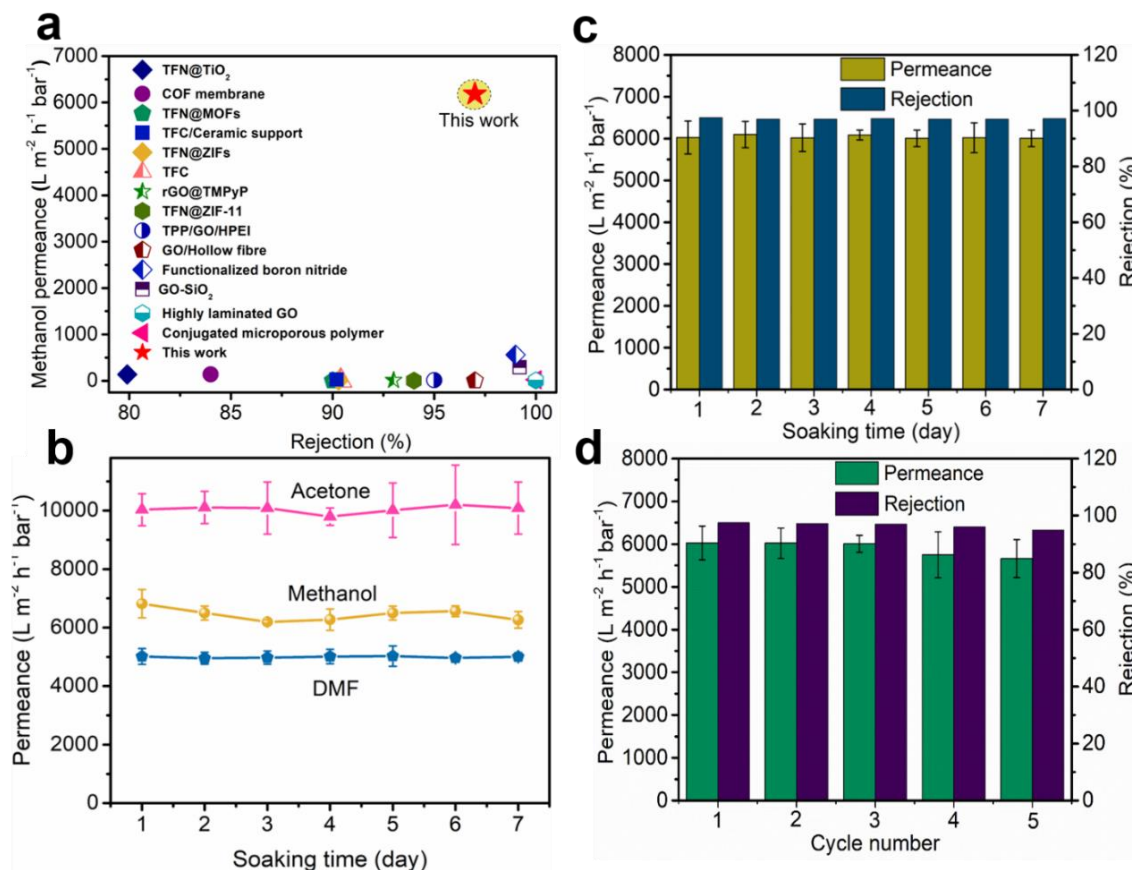 a
Methanol permeance (L m⁻² h⁻¹ bar⁻¹)
7000
6000
5000
4000
3000
2000
1000
0
TFN@TiO₂
COF membrane
TFN@MOFs
TFC/Ceramic support
TFN@ZIFs
TFC
rGO@TMPyP
TFN@ZIF-11
TPP/GO/HPEI
GO/Hollow fibre
Functionalized boron nitride
GO-SiO₂
Highly laminated GO
Conjugated microporous polymer
This work
This work
80 85 90 95 100
Rejection (%)
b
Permeance (L m⁻² h⁻¹ bar⁻¹)
10000
8000
6000
4000
2000
0
Acetone
Methanol
DMF
1 2 3 4 5 6 7
Soaking time (day)
c
Permeance (L m⁻² h⁻¹ bar⁻¹)
8000
7000
6000
5000
4000
3000
2000
1000
0
Permeance
Rejection
120
100
80
60
40
20
0
Rejection (%)
1 2 3 4 5 6 7
Soaking time (day)
d
Permeance (L m⁻² h⁻¹ bar⁻¹)
8000
7000
6000
5000
4000
3000
2000
1000
0
Permeance
Rejection
120
100
80
60
40
20
0
Rejection (%)
1 2 3 4 5
Cycle number